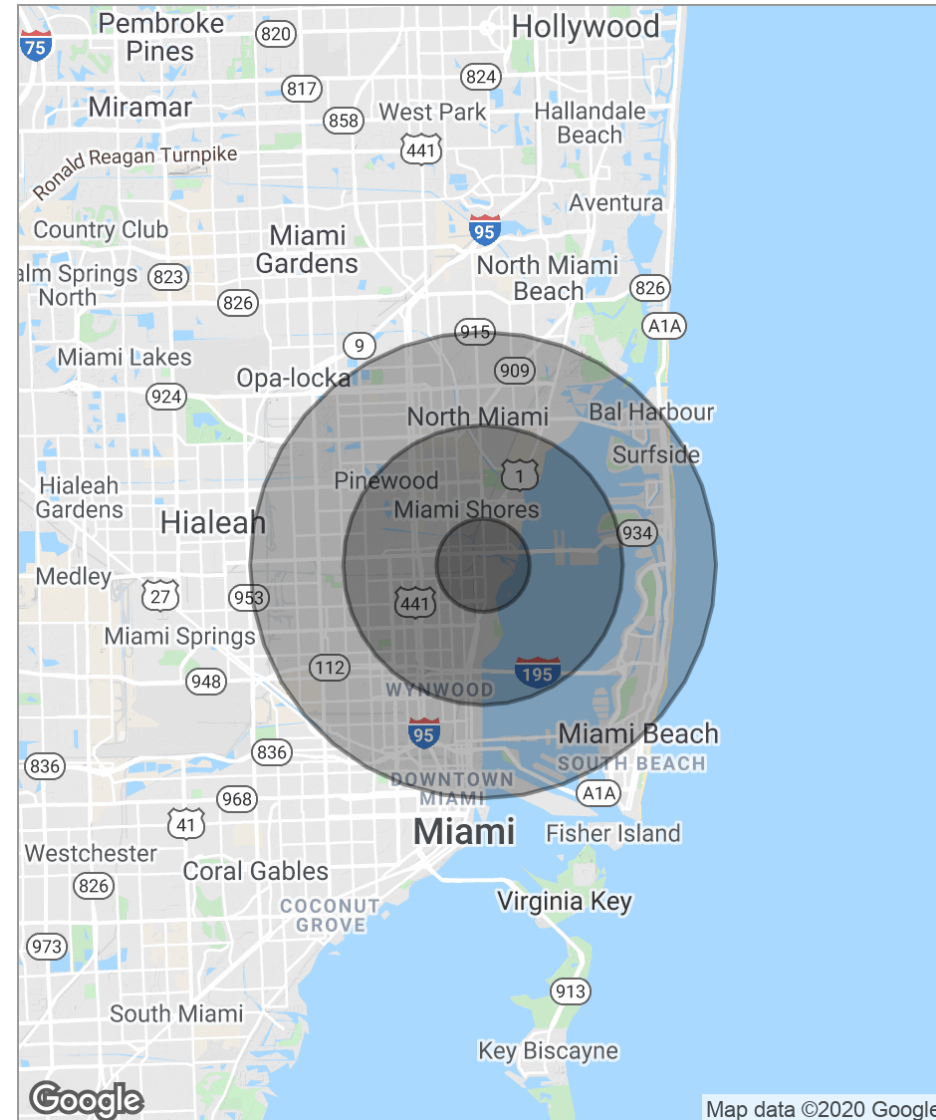 Pembroke
Pines
820
Hollywood
75
824
817
Miramar
858
West Park
Hallandale
Beach
441
Ronald Reagan Turnpike
Aventura
Country Club
Miami
Gardens
95
alm Springs
North
823
North Miami
Beach
826
826
A1A
915
9
Miami Lakes
909
Opa-locka
924
North Miami
Bal Harbour
Surfside
Pinewood
1
Hialeah
Gardens
Miami Shores
Hialeah
934
Medley
27
953
441
Miami Springs
112
195
948
WYNWOOD
95
Miami Beach
836
836
SOUTH BEACH
DOWNTOWN
MIAMI
968
A1A
41
Miami
Fisher Island
Westchester
826
Coral Gables
Virginia Key
COCONUT
GROVE
973
913
South Miami
Key Biscayne
Google
Map data ©2020 Google